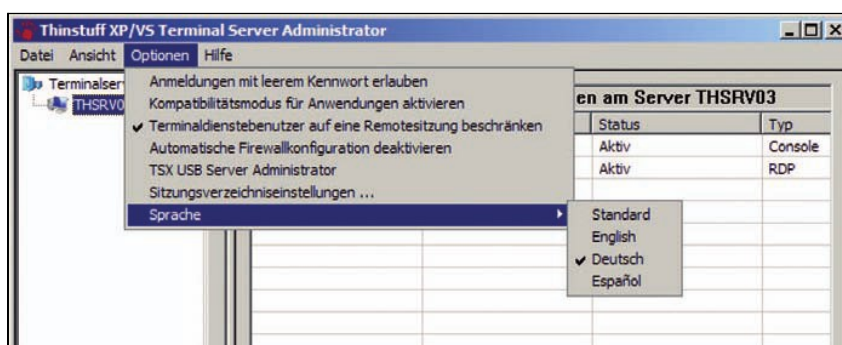 Thinstuff XP/VS Terminal Server Administrator
Datei Ansicht Optionen Hilfe
Terminalser
THSRV0
Anmeldungen mit leerem Kennwort erlauben
Kompatibilitätsmodus für Anwendungen aktivieren
Terminaldienstebenutzer auf eine Remotesitzung beschränken
Automatische Firewallkonfiguration deaktivieren
TSX USB Server Administrator
Sitzungsverzeichniseinstellungen ...
Sprache
Standard
English
Deutsch
Español
en am Server THSRV03
Status Typ
Aktiv Console
Aktiv RDP